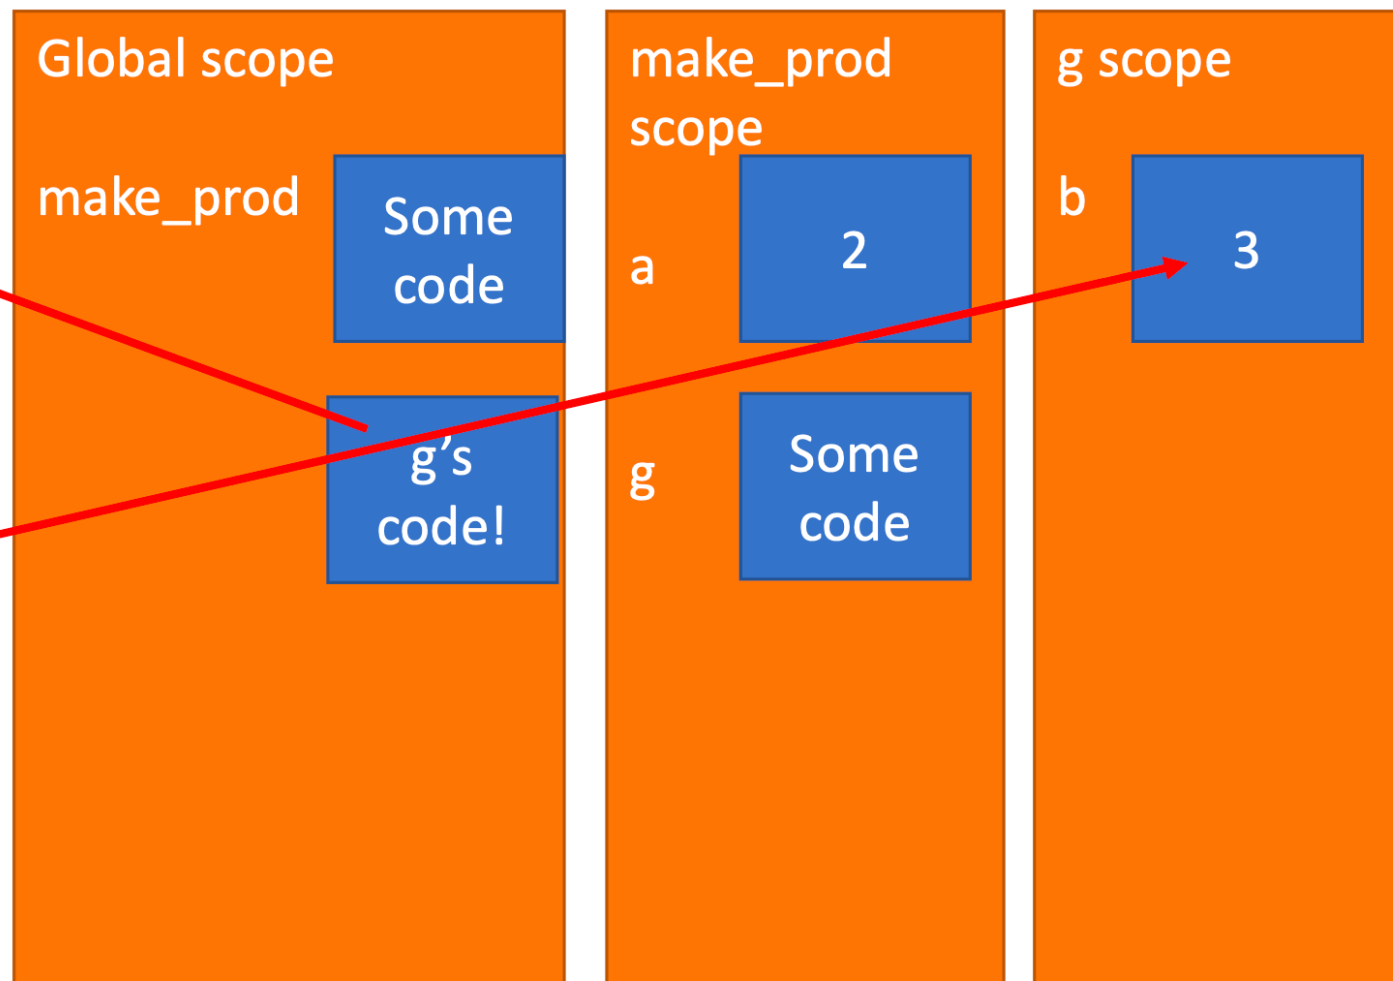 Global scope
make_prod
Some
code
g's
code!
make_prod
scope
a
2
g
Some
code
g scope
b
3